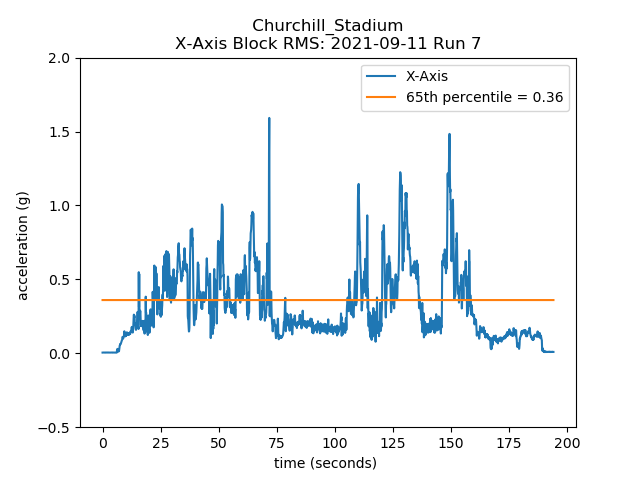 Churchill_Stadium
X-Axis Block RMS: 2021-09-11 Run 7
X-Axis
65th percentile = 0.36
2.0
1.5
1.0
0.5
0.0
−0.5
acceleration (g)
0 25 50 75 100 125 150 175 200
time (seconds)